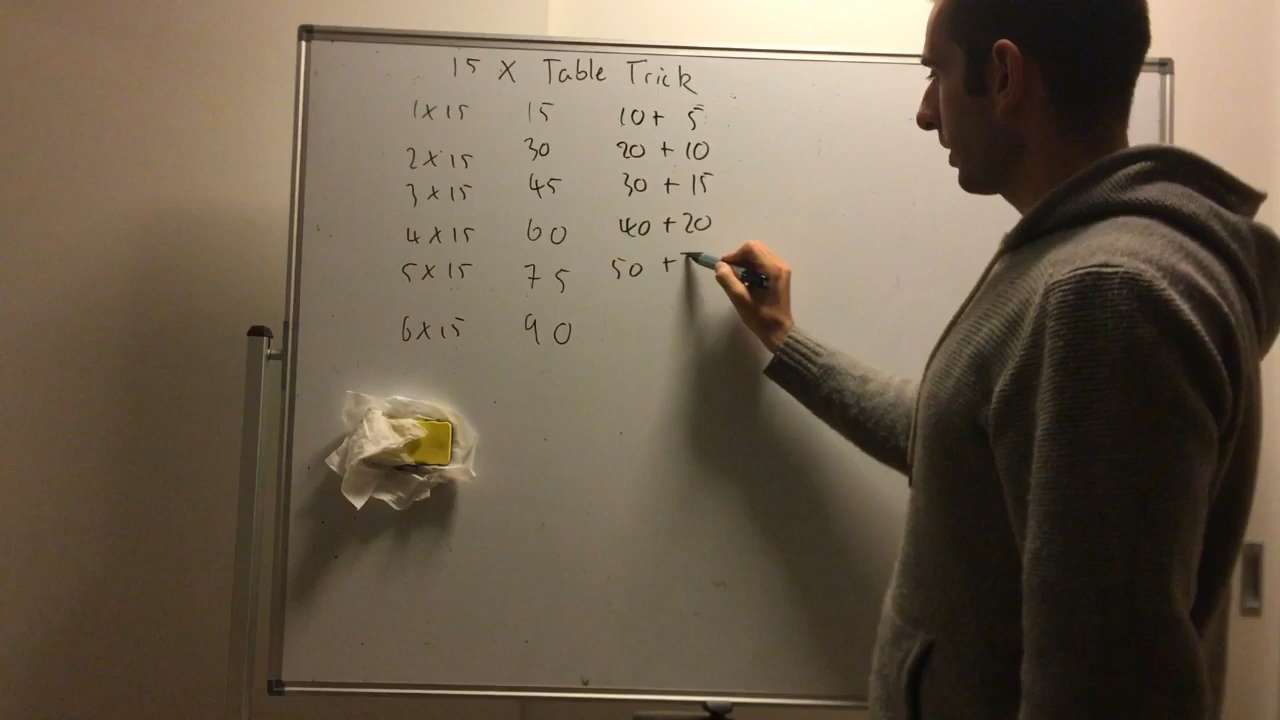 15 X Table Trick
1x15 15 10+ 5
2x15 30 20 + 10
3x15 45 30 + 15
4x15 60 40 + 20
5x15 75 50 +
6x15 90